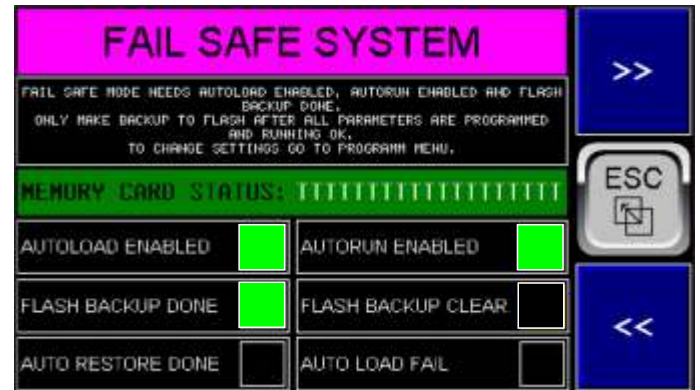 FAIL SAFE SYSTEM
>>
FAIL SAFE MODE NEEDS AUTOLOAD ENABLED, AUTORUN ENABLED AND FLASH
BACKUP DONE.
ONLY MAKE BACKUP TO FLASH AFTER ALL PARAMETERS ARE PROGRAMMED
AND RUNNING OK.
TO CHANGE SETTINGS GO TO PROGRAMM MENU.
ESC
MEMORY CARD STATUS:
AUTOLOAD ENABLED
AUTORUN ENABLED
FLASH BACKUP DONE
FLASH BACKUP CLEAR
<<
AUTO RESTORE DONE
AUTO LOAD FAIL